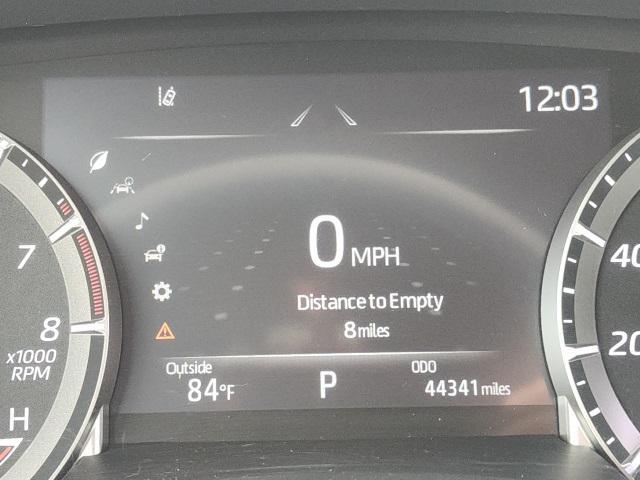 12:03
0 MPH
Distance to Empty
8 miles
Outside
84°F
P
ODO
44341 miles
7
8
x1000
RPM
H
40
20